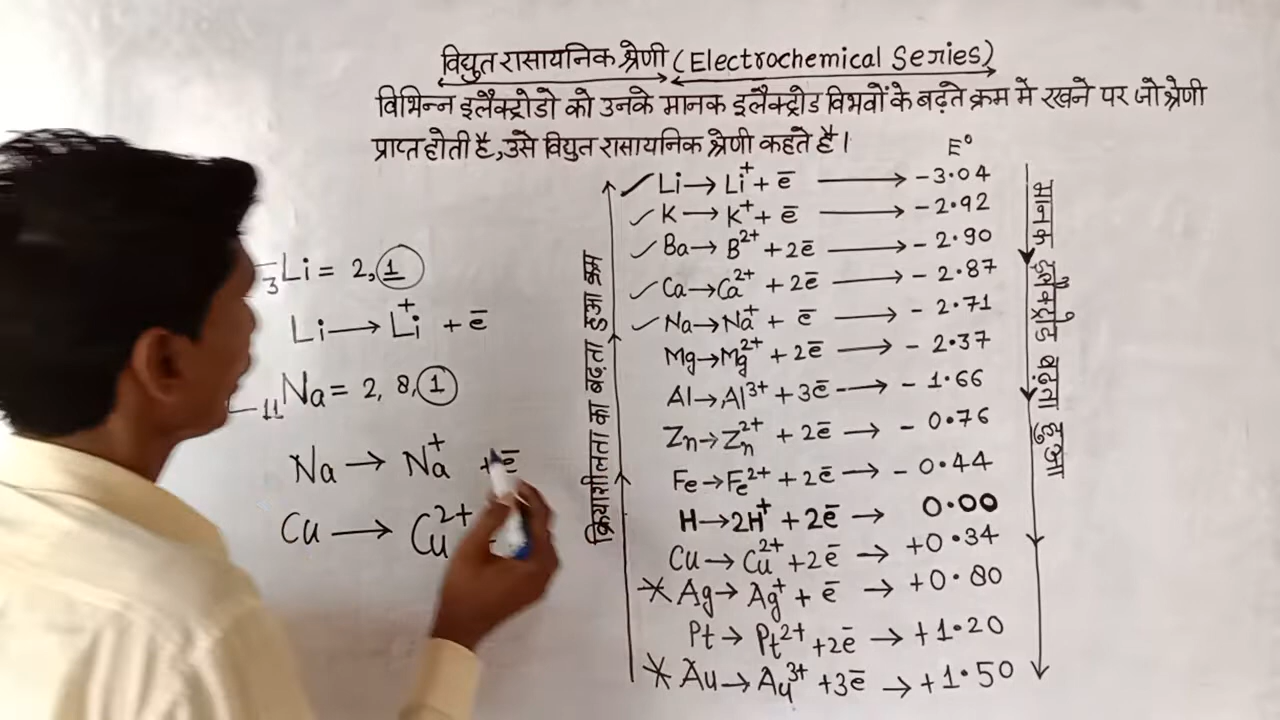 विद्युत रासायनिक श्रेणी (Electrochemical Series)
विभिन्न इलैक्ट्रोडो को उनके मानक इलैक्ट्रोड विभवों के बढ़ते क्रम में रखने पर जो श्रेणी
प्राप्त होती है, उसे विद्युत रासायनिक श्रेणी कहते है।
E⁰
✓ Li → Li⁺ + e̅ → -3.04
✓ K → K⁺ + e̅ → -2.92
✓ Ba → B²⁺ + 2e̅ → -2.90
✓ Ca → Ca²⁺ + 2e̅ → -2.87
✓ Na → Na⁺ + e̅ → -2.71
Mg → Mg²⁺ + 2e̅ → -2.37
Al → Al³⁺ + 3e̅ → -1.66
Zn → Zn²⁺ + 2e̅ → -0.76
Fe → Fe²⁺ + 2e̅ → -0.44
H → 2H⁺ + 2e̅ → 0.00
Cu → Cu²⁺ + 2e̅ → +0.34
* Ag → Ag⁺ + e̅ → +0.80
Pt → Pt²⁺ + 2e̅ → +1.20
* Au → Au³⁺ + 3e̅ → +1.50
क्रियाशीलता का बढ़ता हुआ क्रम
मानक इलैक्ट्रोड बढ़ता हुआ
₃Li = 2, 1
Li → Li⁺ + e̅
₁₁Na = 2, 8, 1
Na → Na⁺ + e̅
Cu → Cu²⁺